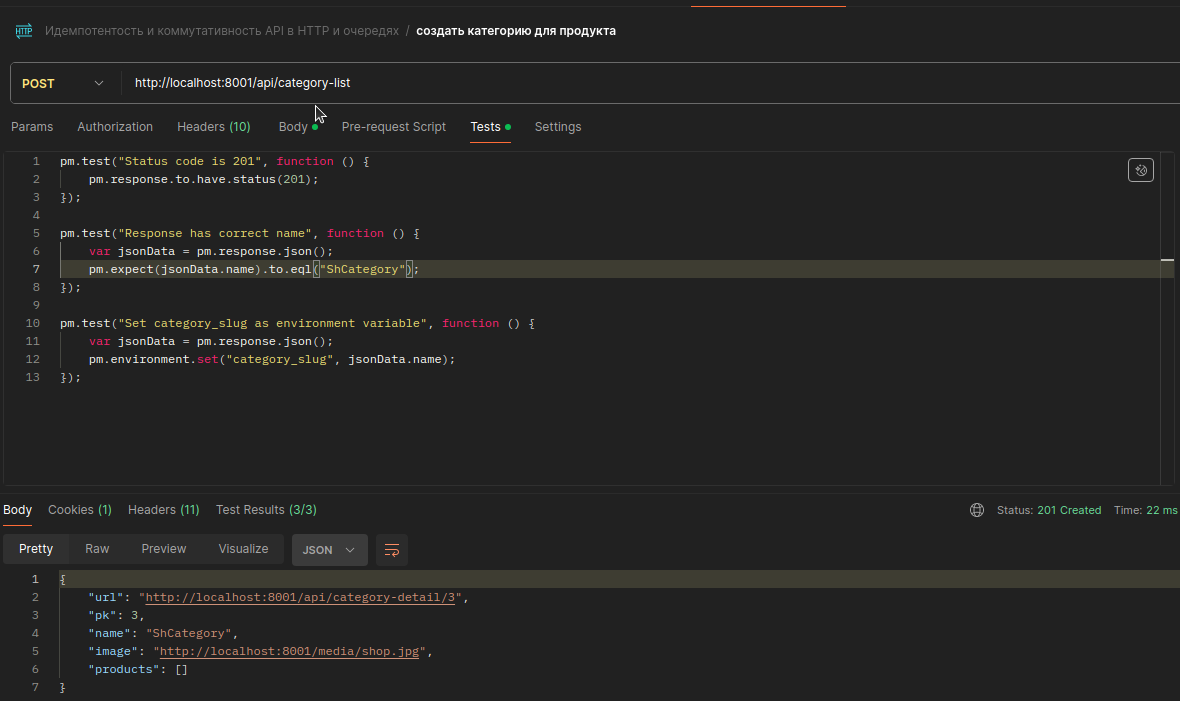 HTTP Идемпотентность и коммутативность API в HTTP и очередях / создать категорию для продукта
POST http://localhost:8001/api/category-list
Params Authorization Headers (10) Body Pre-request Script Tests Settings
1 pm.test("Status code is 201", function () {
2 pm.response.to.have.status(201);
3 });
4
5 pm.test("Response has correct name", function () {
6 var jsonData = pm.response.json();
7 pm.expect(jsonData.name).to.eql("ShCategory");
8 });
9
10 pm.test("Set category_slug as environment variable", function () {
11 var jsonData = pm.response.json();
12 pm.environment.set("category_slug", jsonData.name);
13 });
Body Cookies (1) Headers (11) Test Results (3/3) Status: 201 Created Time: 22 ms
Pretty Raw Preview Visualize JSON
1 {
2 "url": "http://localhost:8001/api/category-detail/3",
3 "pk": 3,
4 "name": "ShCategory",
5 "image": "http://localhost:8001/media/shop.jpg",
6 "products": []
7 }